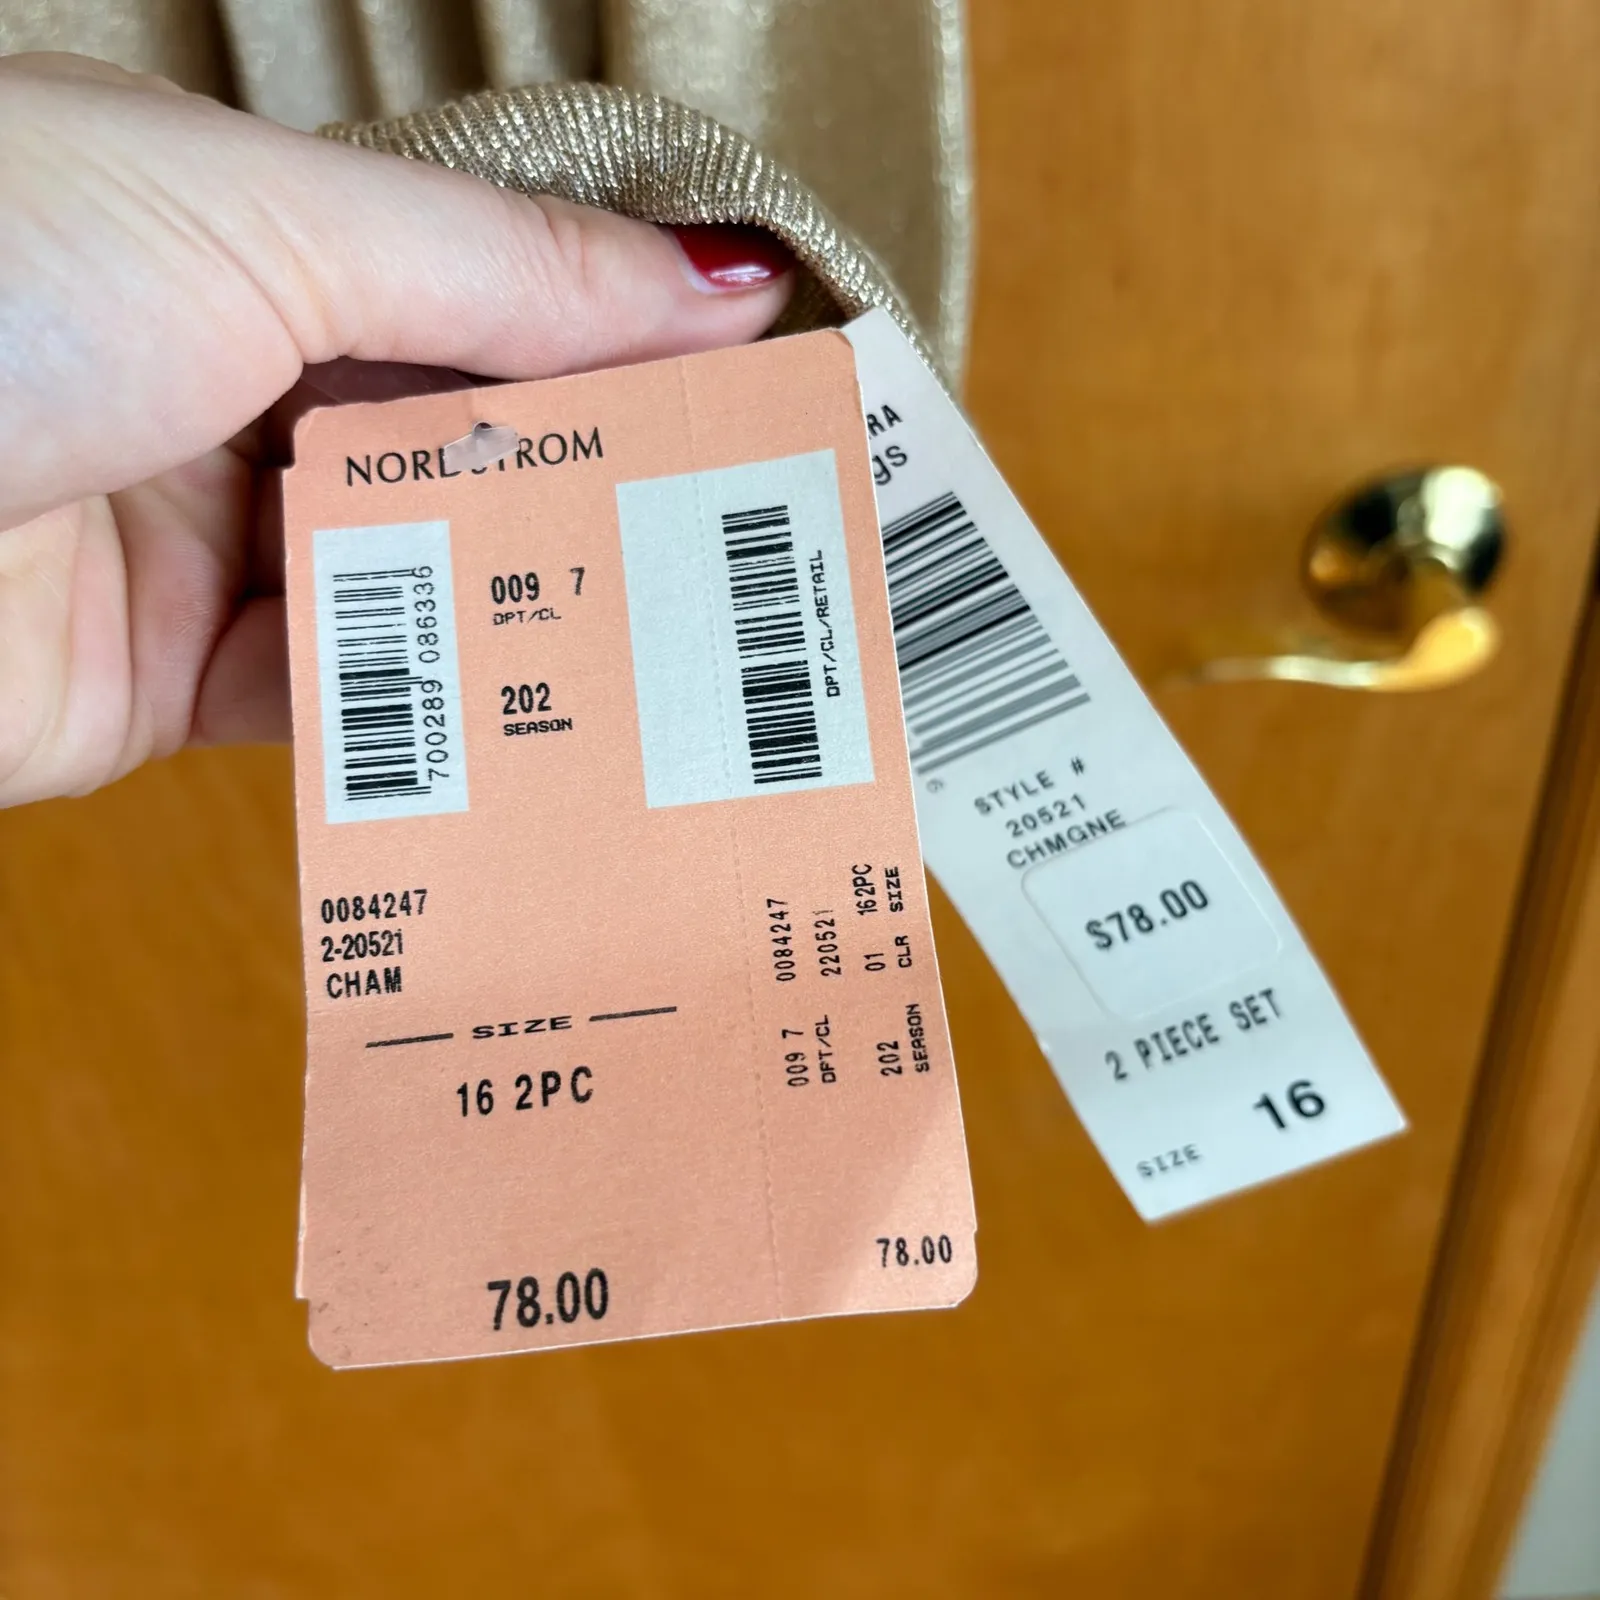 NORDSTROM
700289 086336
009 7
DPT/CL
202
SEASON
DPT/CL/RETAIL
0084247
2-20521
CHAM
SIZE
16 2PC
78.00
009 7 0084247
DPT/CL 220521
202 01 162PC
SEASON CLR SIZE
78.00
RA
gs
STYLE #
20521
CHMGNE
$78.00
2 PIECE SET
SIZE 16